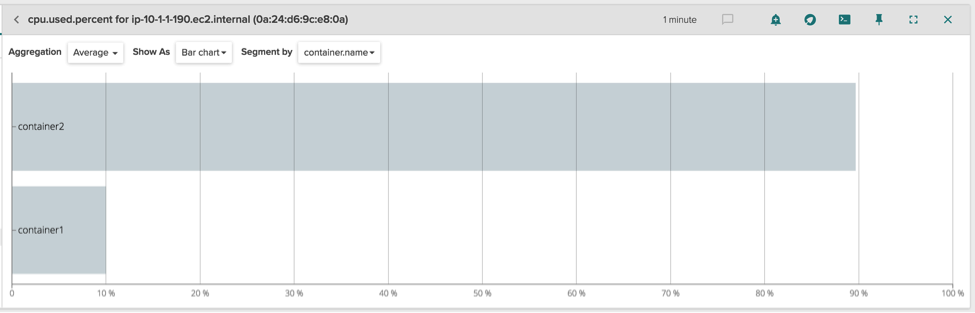 cpu.used.percent for ip-10-1-1-190.ec2.internal (0a:24:d6:9c:e8:0a) 1 minute
Aggregation Average Show As Bar chart Segment by container.name
container2
container1
0 10 % 20 % 30 % 40 % 50 % 60 % 70 % 80 % 90 % 100 %